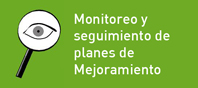 Monitoreo y
seguimiento de
planes de
Mejoramiento